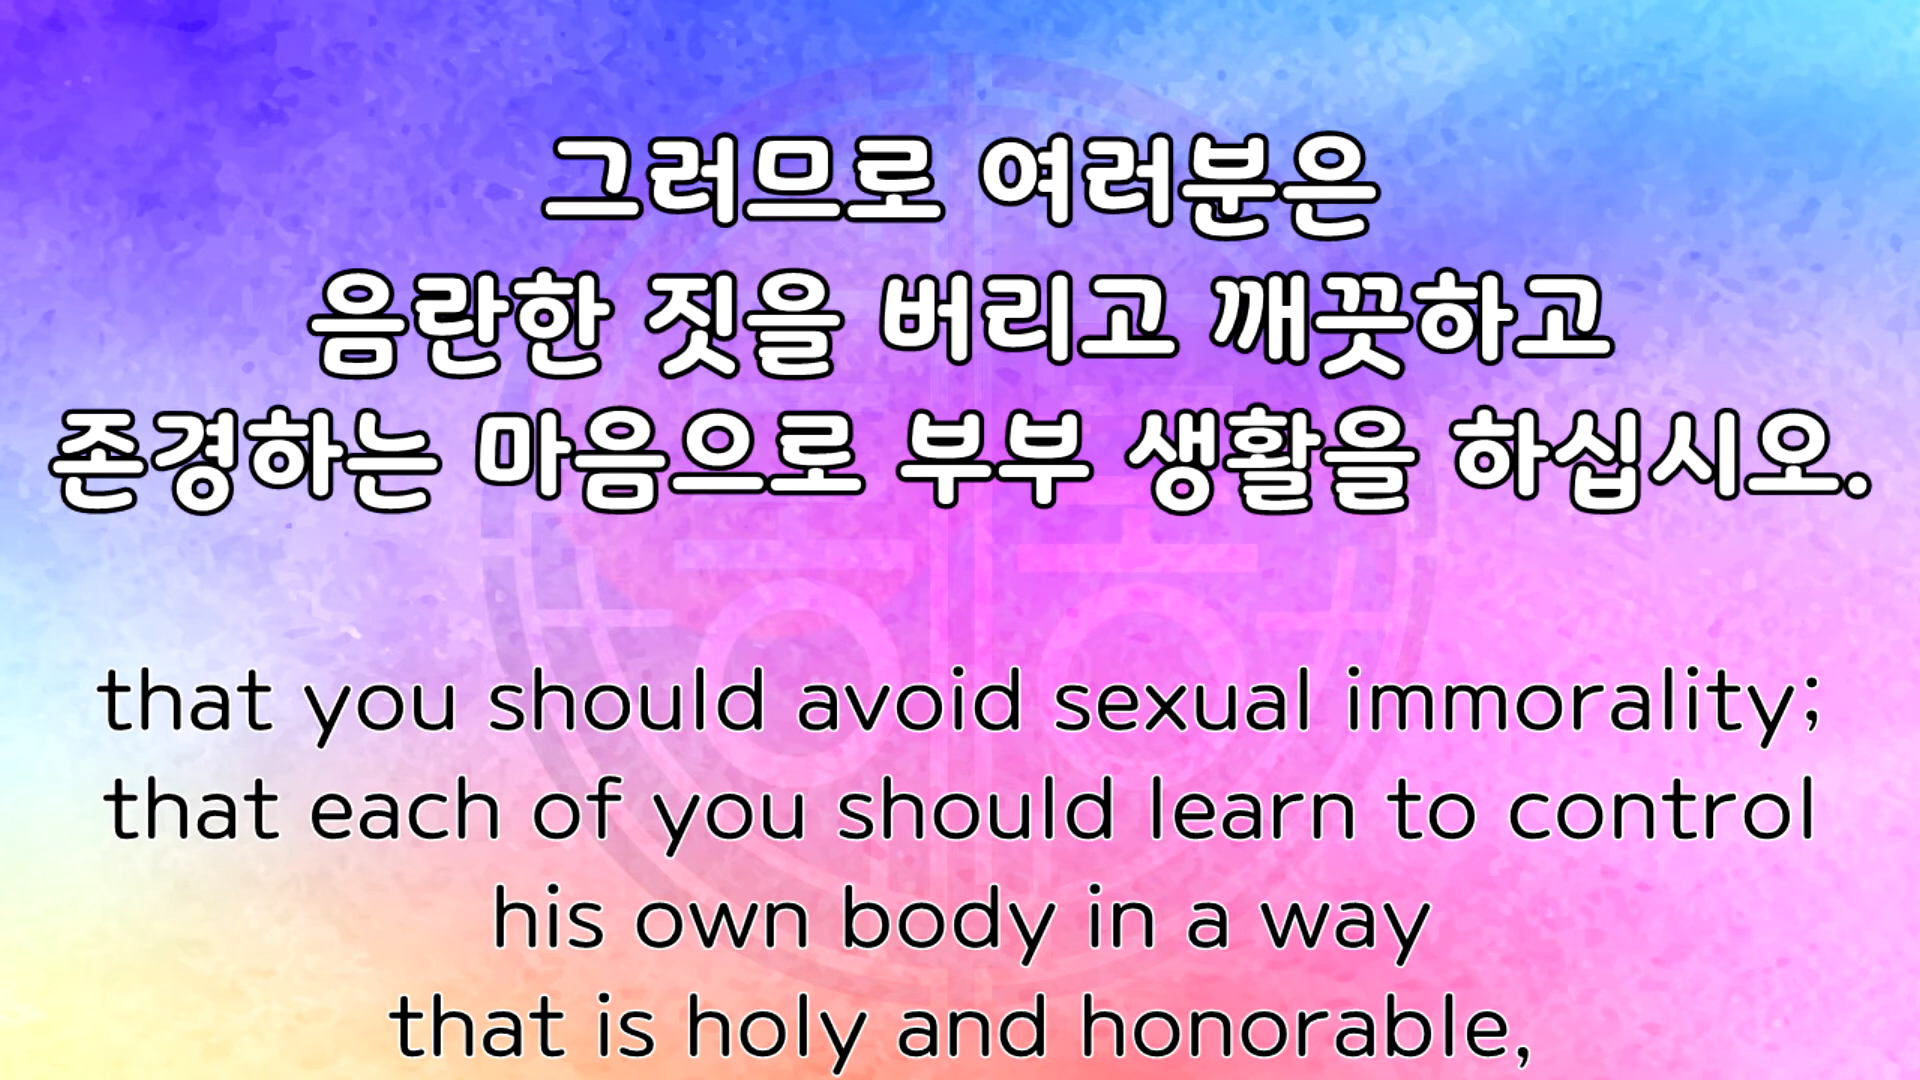 그러므로 여러분은
음란한 짓을 버리고 깨끗하고
존경하는 마음으로 부부 생활을 하십시오.
that you should avoid sexual immorality;
that each of you should learn to control
his own body in a way
that is holy and honorable,